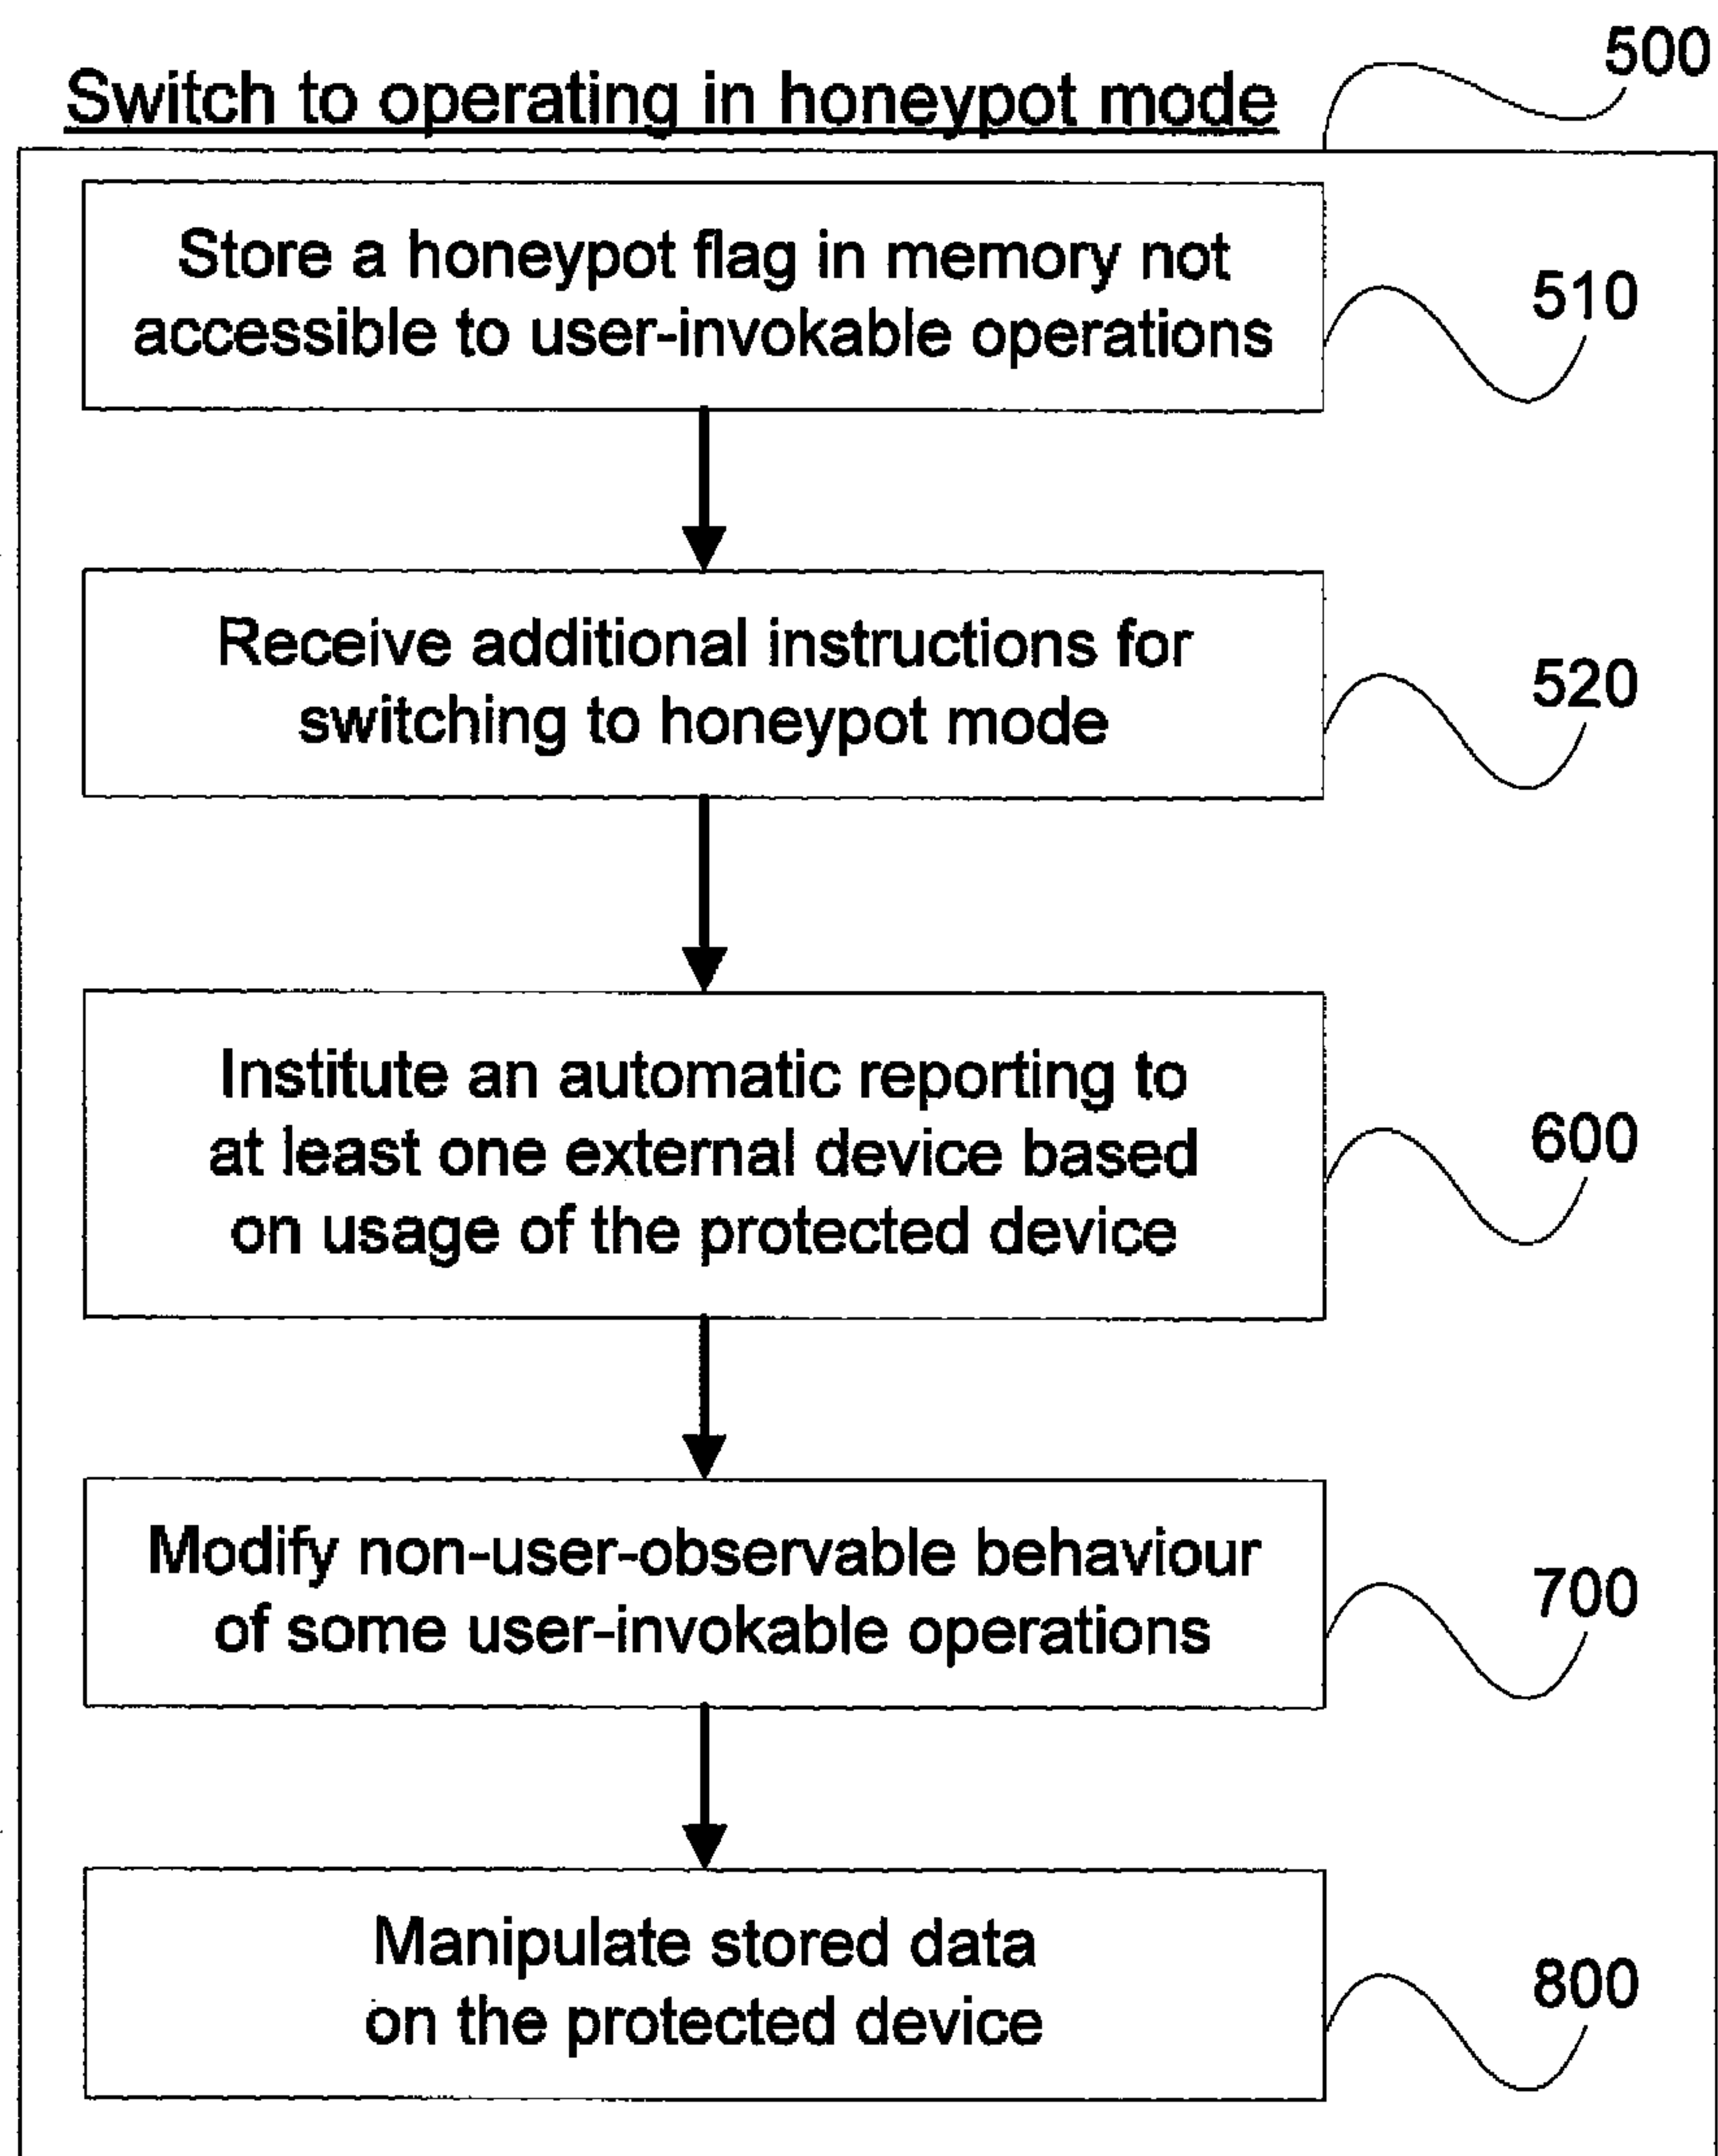 500
Switch to operating in honeypot mode
Store a honeypot flag in memory not
accessible to user-invokable operations
510
Receive additional instructions for
switching to honeypot mode
520
Institute an automatic reporting to
at least one external device based
on usage of the protected device
600
Modify non-user-observable behaviour
of some user-invokable operations
700
Manipulate stored data
on the protected device
800